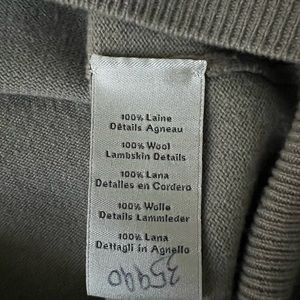 100% Laine
Détails Agneau
100% Wool
Lambskin Details
100% Lana
Detalles en Cordero
100% Wolle
Details Lammleder
100% Lana
Dettagli in Agnello